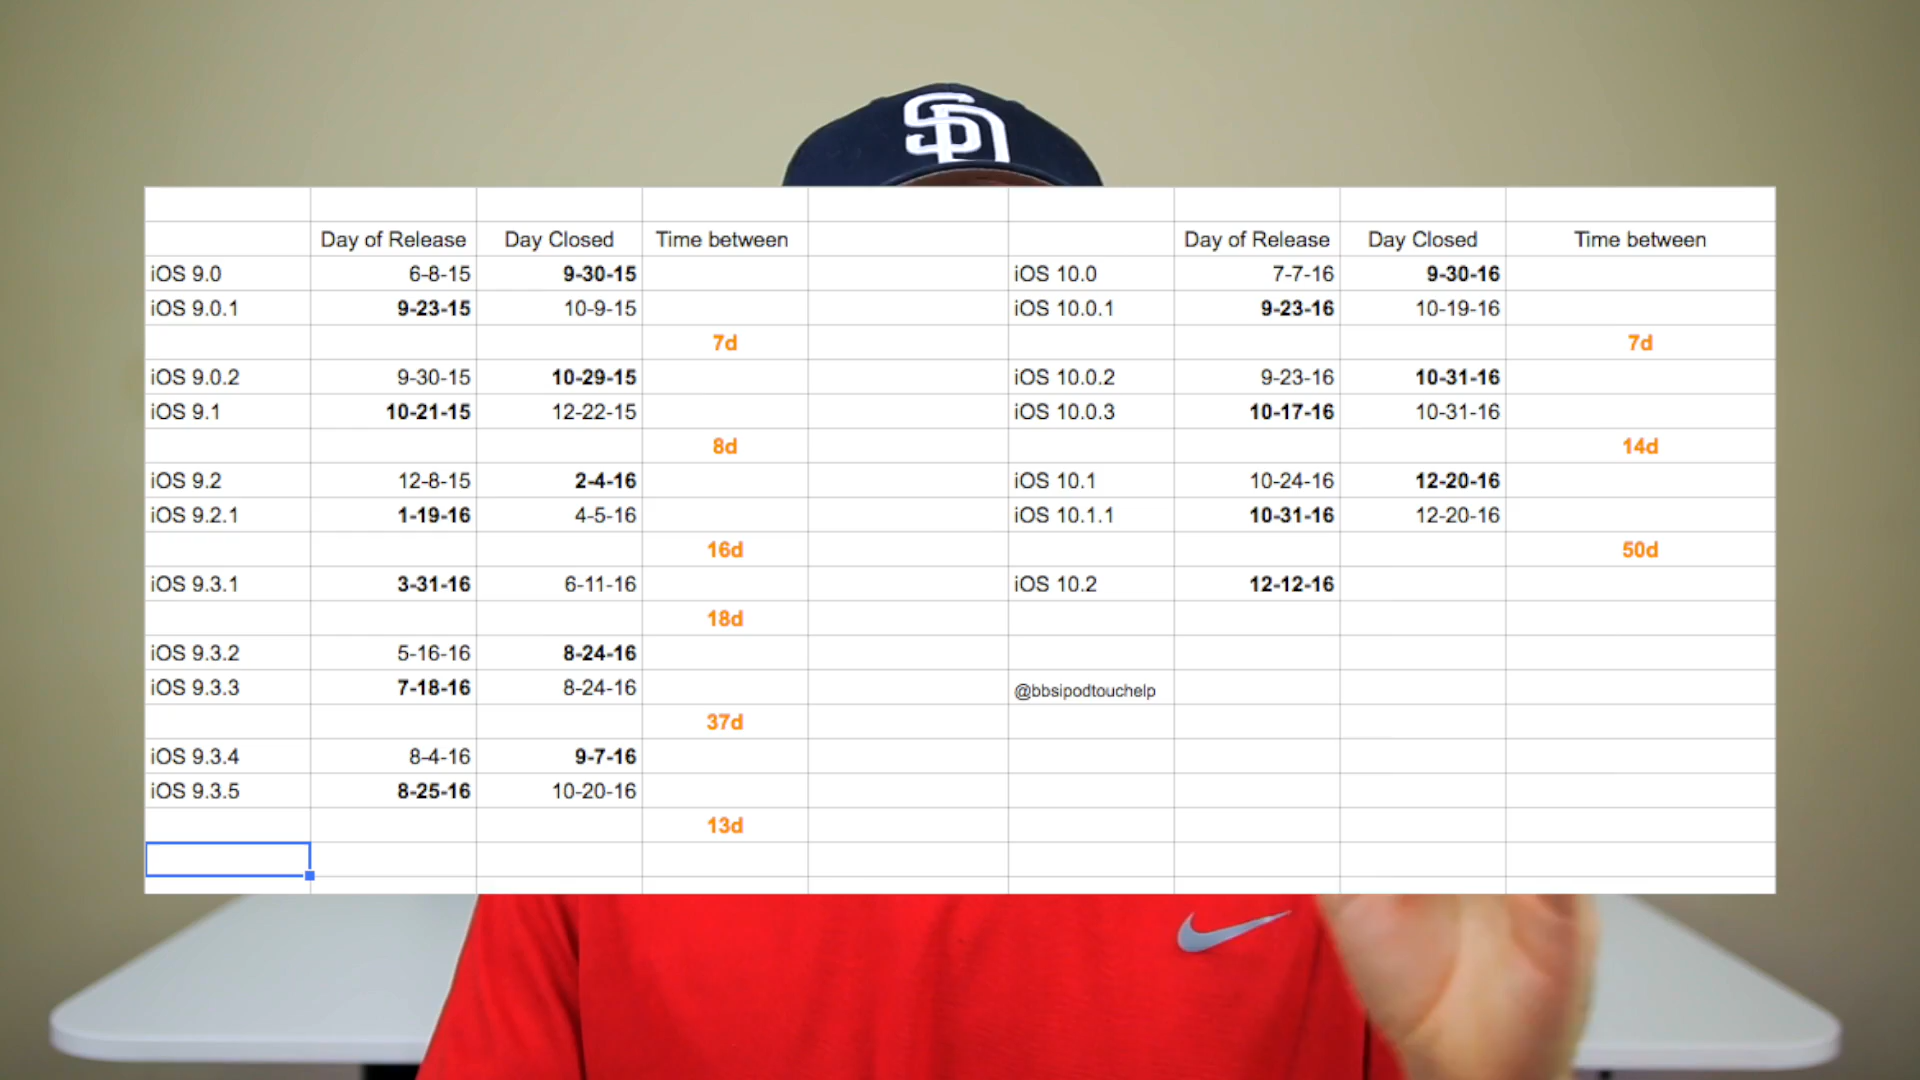 SD
Day of Release Day Closed Time between Day of Release Day Closed Time between
iOS 9.0 6-8-15 9-30-15 iOS 10.0 7-7-16 9-30-16
iOS 9.0.1 9-23-15 10-9-15 iOS 10.0.1 9-23-16 10-19-16
7d 7d
iOS 9.0.2 9-30-15 10-29-15 iOS 10.0.2 9-23-16 10-31-16
iOS 9.1 10-21-15 12-22-15 iOS 10.0.3 10-17-16 10-31-16
8d 14d
iOS 9.2 12-8-15 2-4-16 iOS 10.1 10-24-16 12-20-16
iOS 9.2.1 1-19-16 4-5-16 iOS 10.1.1 10-31-16 12-20-16
16d 50d
iOS 9.3.1 3-31-16 6-11-16 iOS 10.2 12-12-16
18d
iOS 9.3.2 5-16-16 8-24-16
iOS 9.3.3 7-18-16 8-24-16 @bbsipodtouchelp
37d
iOS 9.3.4 8-4-16 9-7-16
iOS 9.3.5 8-25-16 10-20-16
13d